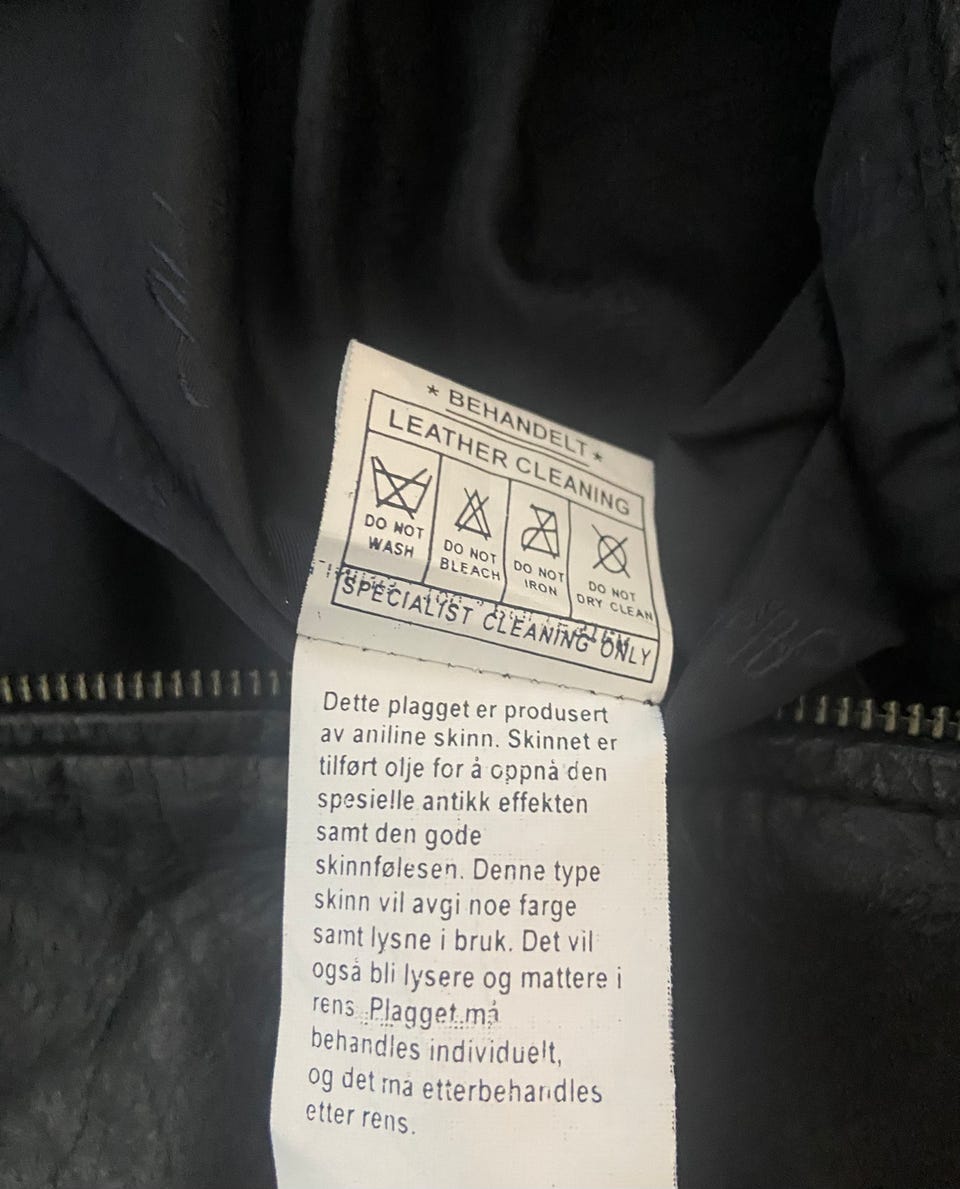 * BEHANDELT *
LEATHER CLEANING
DO NOT WASH
DO NOT BLEACH
DO NOT IRON
DO NOT DRY CLEAN
SPECIALIST CLEANING ONLY
Dette plagget er produsert
av aniline skinn. Skinnet er
tilført olje for å oppnå den
spesielle antikk effekten
samt den gode
skinnfølesen. Denne type
skinn vil avgi noe farge
samt lysne i bruk. Det vil
også bli lysere og mattere i
rens. Plagget må
behandles individuelt,
og det må etterbehandles
etter rens.